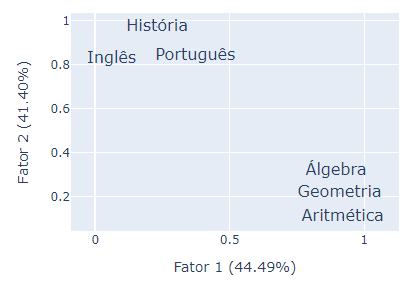 1
História
Inglês
Português
0.8
0.6
0.4
Álgebra
Geometria
0.2
Aritmética
0
0.5
1
Fator 1 (44.49%)
Fator 2 (41.40%)